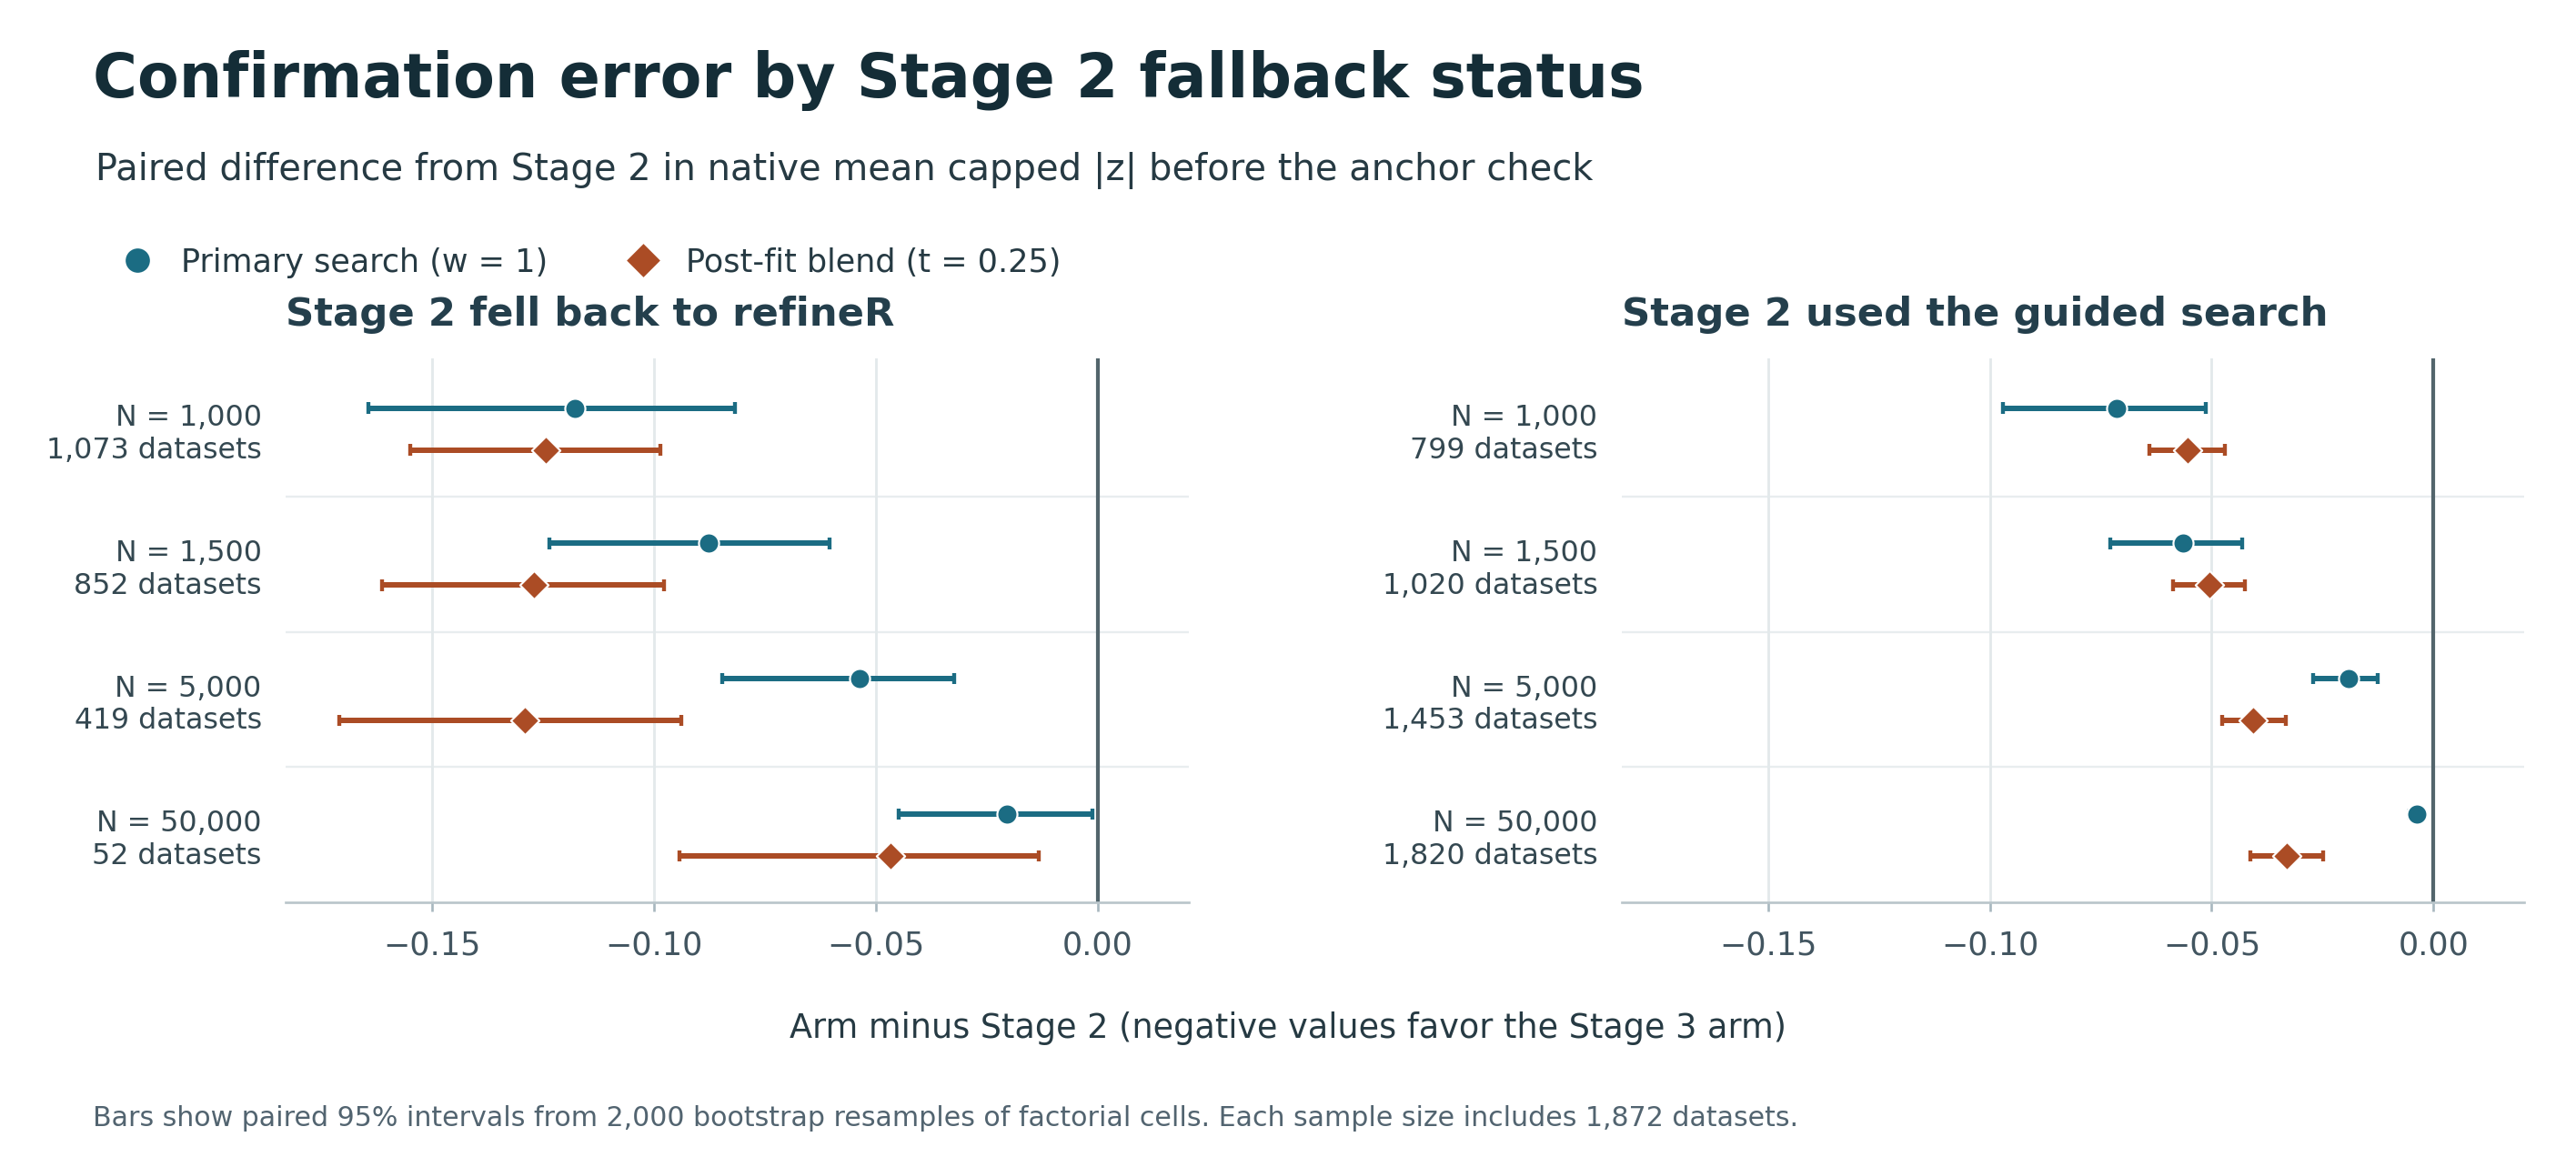 Confirmation error by Stage 2 fallback status
Paired difference from Stage 2 in native mean capped |z| before the anchor check
Primary search (w = 1)
Post-fit blend (t = 0.25)
Stage 2 fell back to refineR
N = 1,000
1,073 datasets
N = 1,500
852 datasets
N = 5,000
419 datasets
N = 50,000
52 datasets
−0.15
−0.10
−0.05
0.00
Stage 2 used the guided search
N = 1,000
799 datasets
N = 1,500
1,020 datasets
N = 5,000
1,453 datasets
N = 50,000
1,820 datasets
−0.15
−0.10
−0.05
0.00
Arm minus Stage 2 (negative values favor the Stage 3 arm)
Bars show paired 95% intervals from 2,000 bootstrap resamples of factorial cells. Each sample size includes 1,872 datasets.